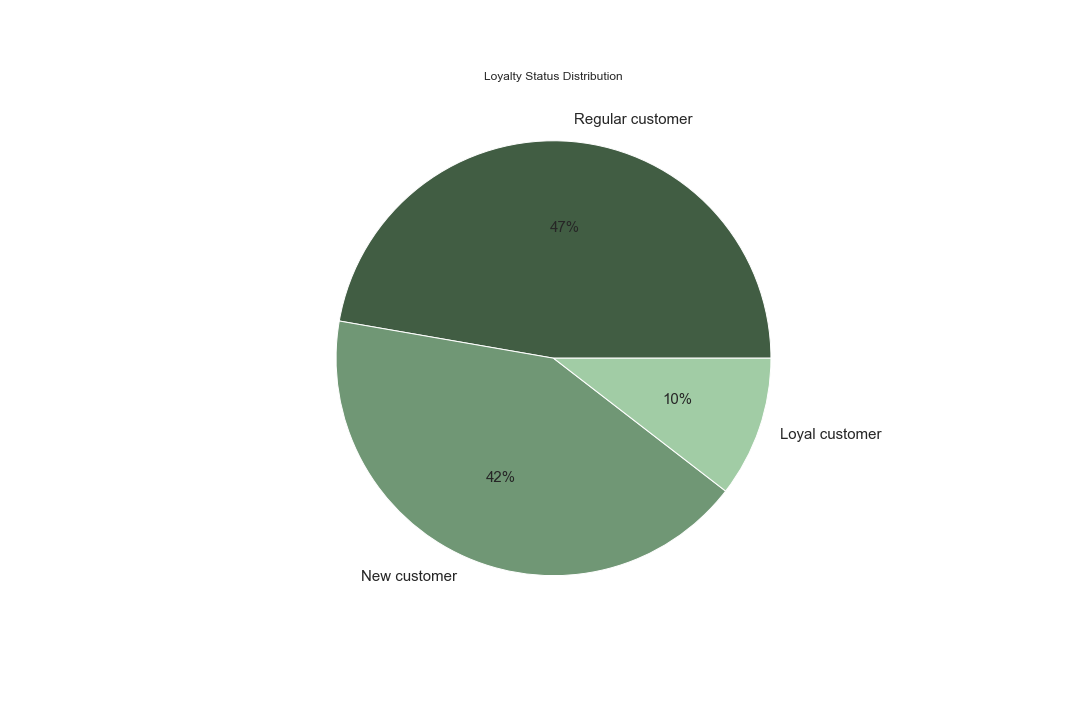 Loyalty Status Distribution
Regular customer
47%
10%
Loyal customer
42%
New customer